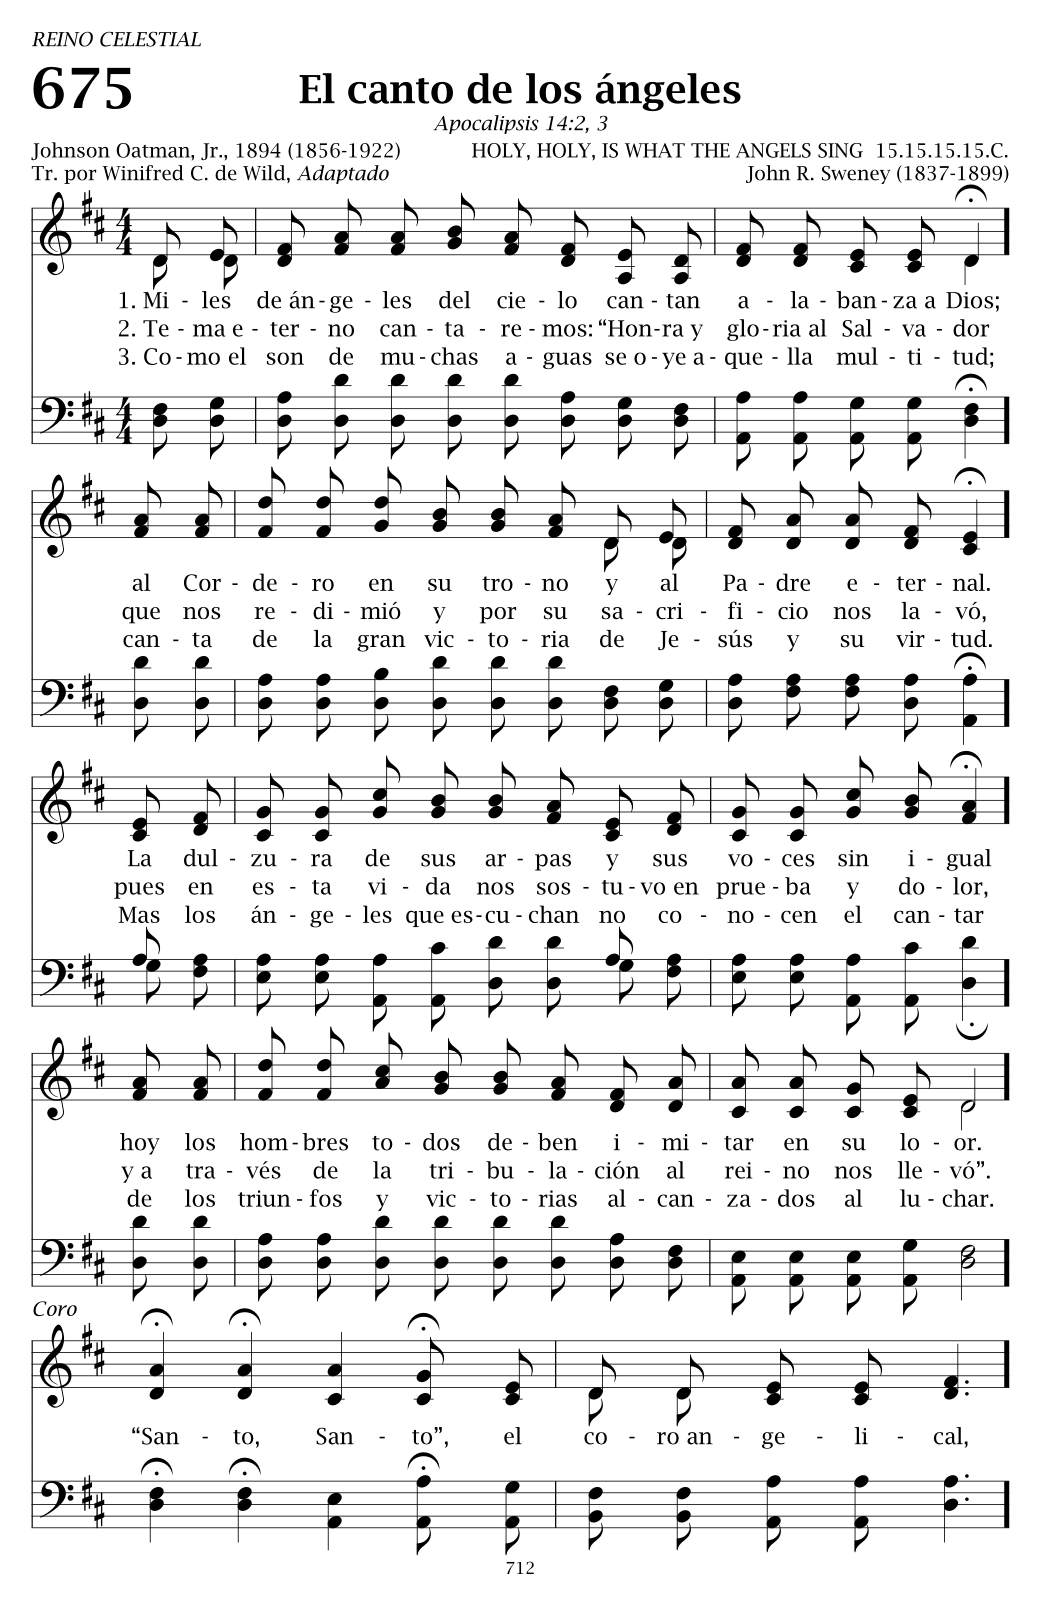 REINO CELESTIAL
675
El canto de los ángeles
Apocalipsis 14:2, 3
Johnson Oatman, Jr., 1894 (1856-1922)
HOLY, HOLY, IS WHAT THE ANGELS SING 15.15.15.15.C.
Tr. por Winifred C. de Wild, Adaptado
John R. Sweney (1837-1899)
4 4
1. Mi - les de án - ge - les del cie - lo can - tan a - la - ban - za a Dios;
2. Te - ma e - ter - no can - ta - re - mos: “Hon - ra y glo - ria al Sal - va - dor
3. Co - mo el son de mu - chas a - guas se o - ye a - que - lla mul - ti - tud;
4 4
al Cor - de - ro en su tro - no y al Pa - dre e - ter - nal.
que nos re - di - mió y por su sa - cri - fi - cio nos la - vó,
can - ta de la gran vic - to - ria de Je - sús y su vir - tud.
La dul - zu - ra de sus ar - pas y sus vo - ces sin i - gual
pues en es - ta vi - da nos sos - tu - vo en prue - ba y do - lor,
Mas los án - ge - les que es - cu - chan no co - no - cen el can - tar
hoy los hom - bres to - dos de - ben i - mi - tar en su lo - or.
y a tra - vés de la tri - bu - la - ción al rei - no nos lle - vó”.
de los triun - fos y vic - to - rias al - can - za - dos al lu - char.
Coro
“San - to, San - to”, el co - ro an - ge - li - cal,
712